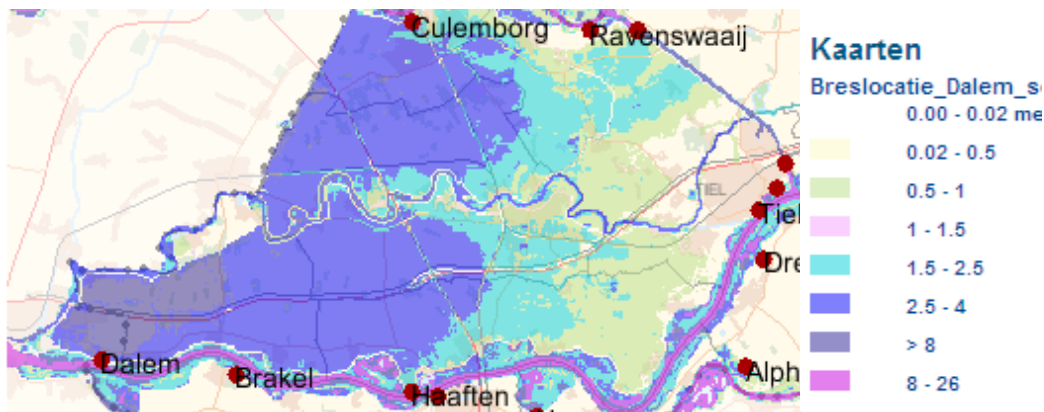 Culemborg
Ravenswaaij
Kaarten
Breslocatie_Dalem_s
0.00 - 0.02 me
0.02 - 0.5
TIEL
0.5 - 1
Tiel
1 - 1.5
Dre
1.5 - 2.5
2.5 - 4
Dalem
Brakel
Haaften
Alph
> 8
8 - 26